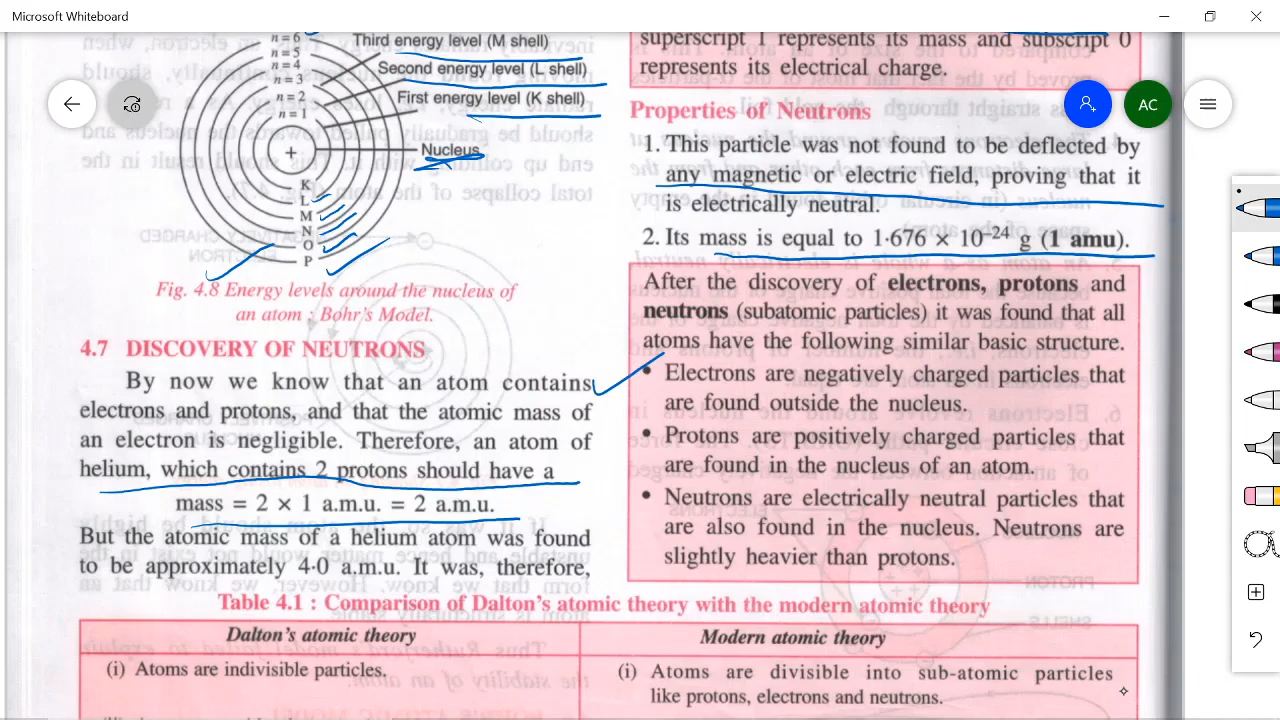 Microsoft Whiteboard
AC
n = 6
n = 5
n = 4
n = 3
n = 2
n = 1
Third energy level (M shell)
Second energy level (L shell)
First energy level (K shell)
Nucleus
+
K
L
M
N
O
P
Fig. 4.8 Energy levels around the nucleus of
an atom : Bohr's Model.
4.7 DISCOVERY OF NEUTRONS
By now we know that an atom contains
electrons and protons, and that the atomic mass of
an electron is negligible. Therefore, an atom of
helium, which contains 2 protons should have a
mass = 2 × 1 a.m.u. = 2 a.m.u.
But the atomic mass of a helium atom was found
to be approximately 4·0 a.m.u. It was, therefore,
superscript 1 represents its mass and subscript 0
represents its electrical charge.
Properties of Neutrons
1. This particle was not found to be deflected by
any magnetic or electric field, proving that it
is electrically neutral.
2. Its mass is equal to 1·676 × 10⁻²⁴ g (1 amu).
After the discovery of electrons, protons and
neutrons (subatomic particles) it was found that all
atoms have the following similar basic structure.
• Electrons are negatively charged particles that
are found outside the nucleus.
• Protons are positively charged particles that
are found in the nucleus of an atom.
• Neutrons are electrically neutral particles that
are also found in the nucleus. Neutrons are
slightly heavier than protons.
Table 4.1 : Comparison of Dalton's atomic theory with the modern atomic theory
Dalton's atomic theory
Modern atomic theory
(i) Atoms are indivisible particles.
(i) Atoms are divisible into sub-atomic particles
like protons, electrons and neutrons.